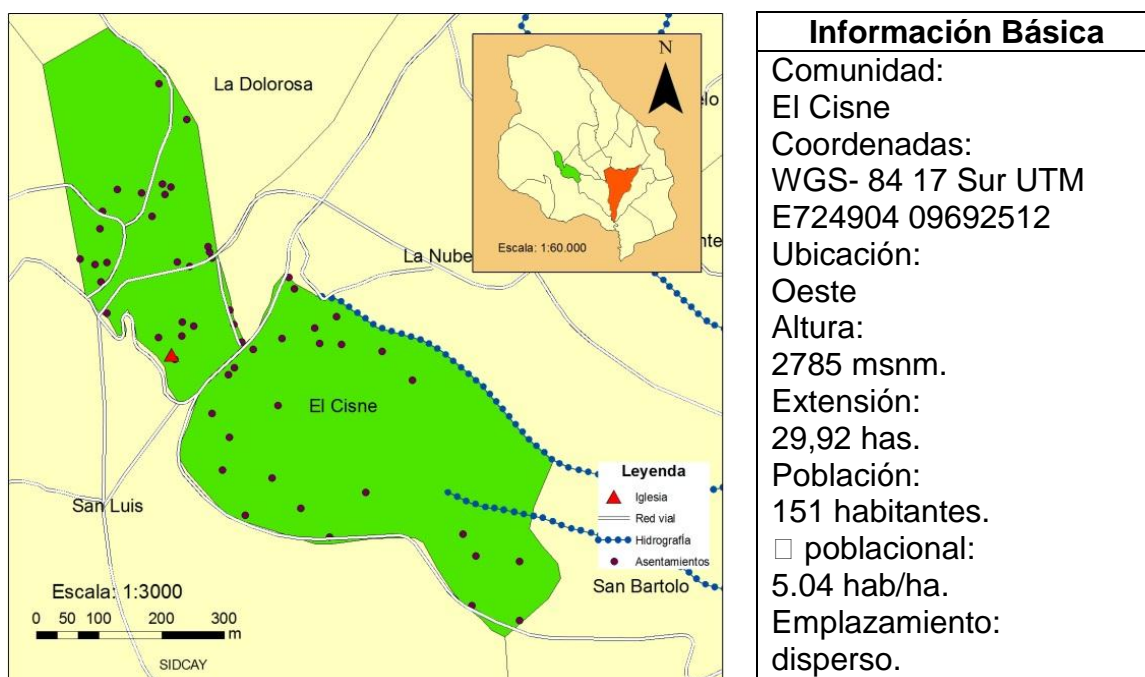 La Dolorosa
N
elo
Escala: 1:60.000
nte
La Nube
El Cisne
San Luis
San Bartolo
Leyenda
Iglesia
Red vial
Hidrografía
Asentamientos
Escala: 1:3000
0 50 100 200 300
m
SIDCAY
Información Básica
Comunidad:
El Cisne
Coordenadas:
WGS- 84 17 Sur UTM
E724904 09692512
Ubicación:
Oeste
Altura:
2785 msnm.
Extensión:
29,92 has.
Población:
151 habitantes.
□ poblacional:
5.04 hab/ha.
Emplazamiento:
disperso.